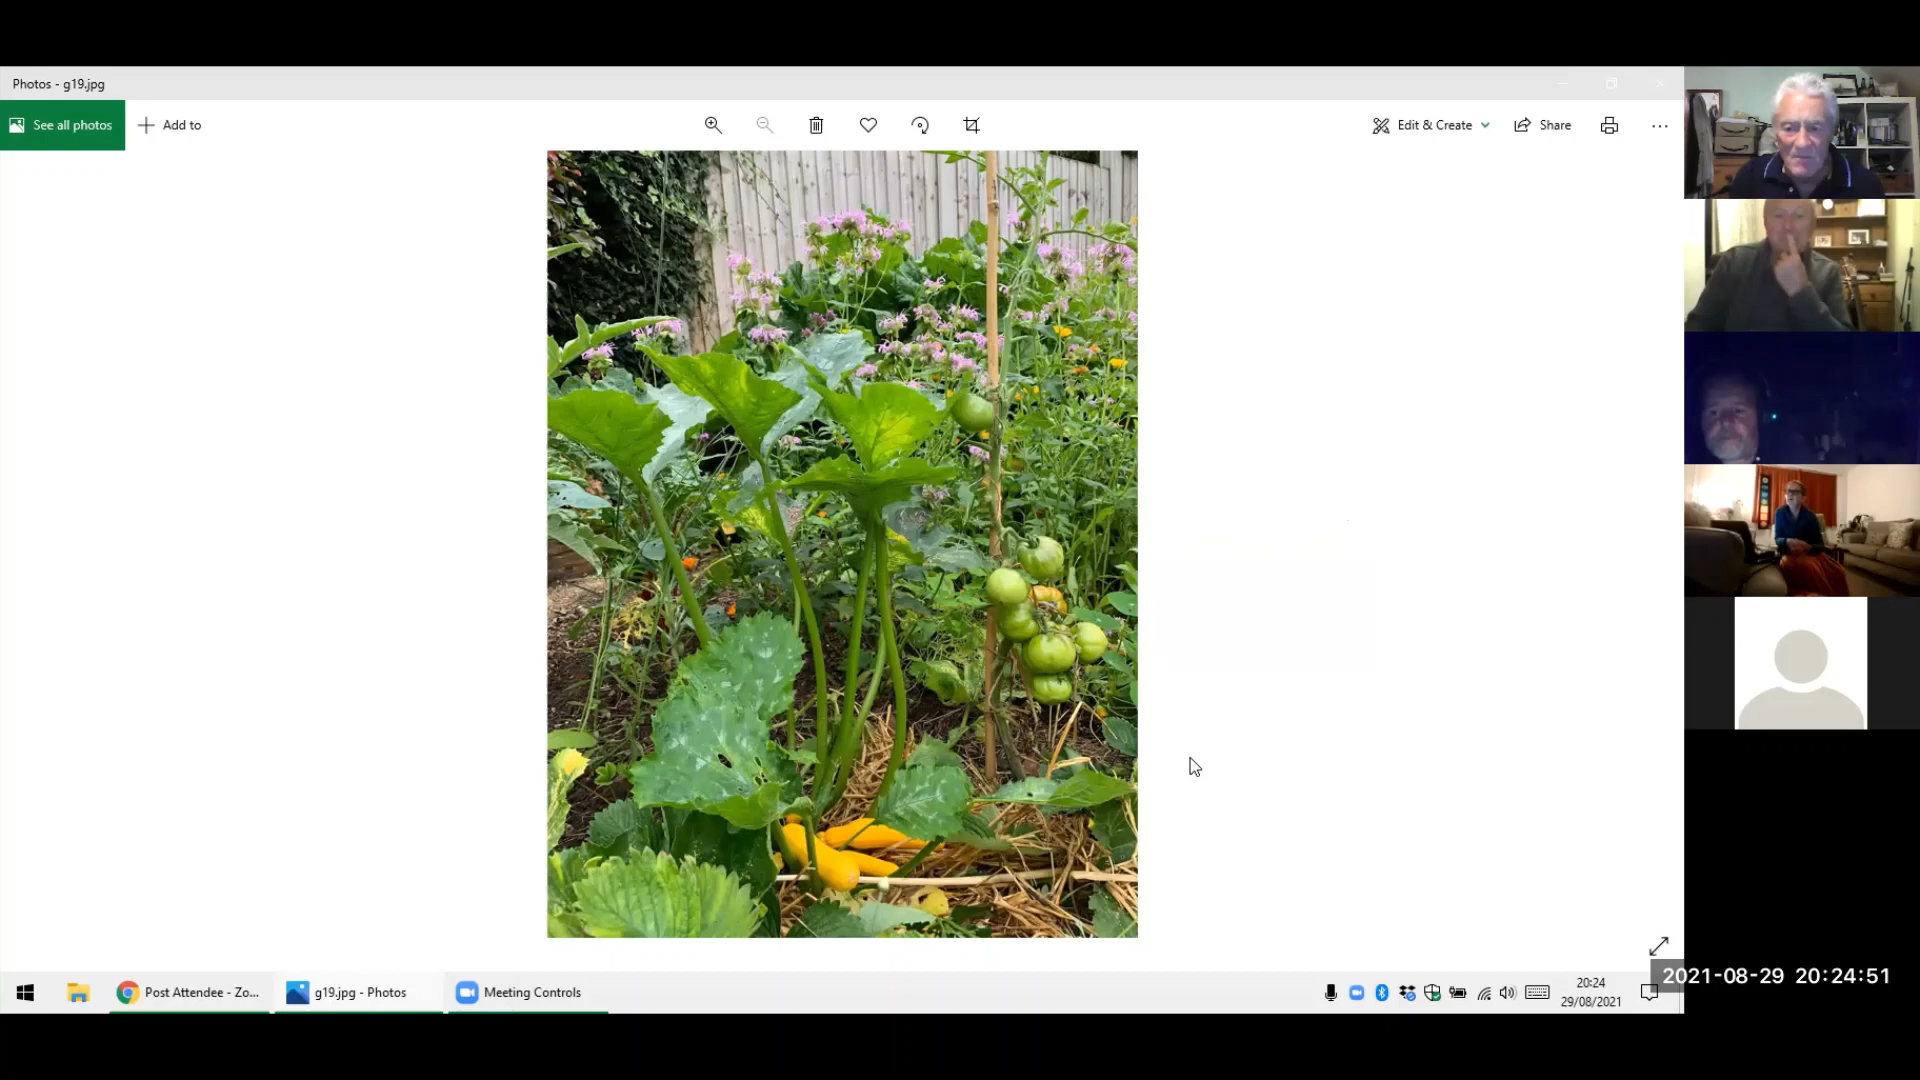 Photos - g19.jpg
See all photos
Add to
Edit & Create
Share
Post Attendee - Zo...
g19.jpg - Photos
Meeting Controls
20:24
29/08/2021
2021-08-29 20:24:51